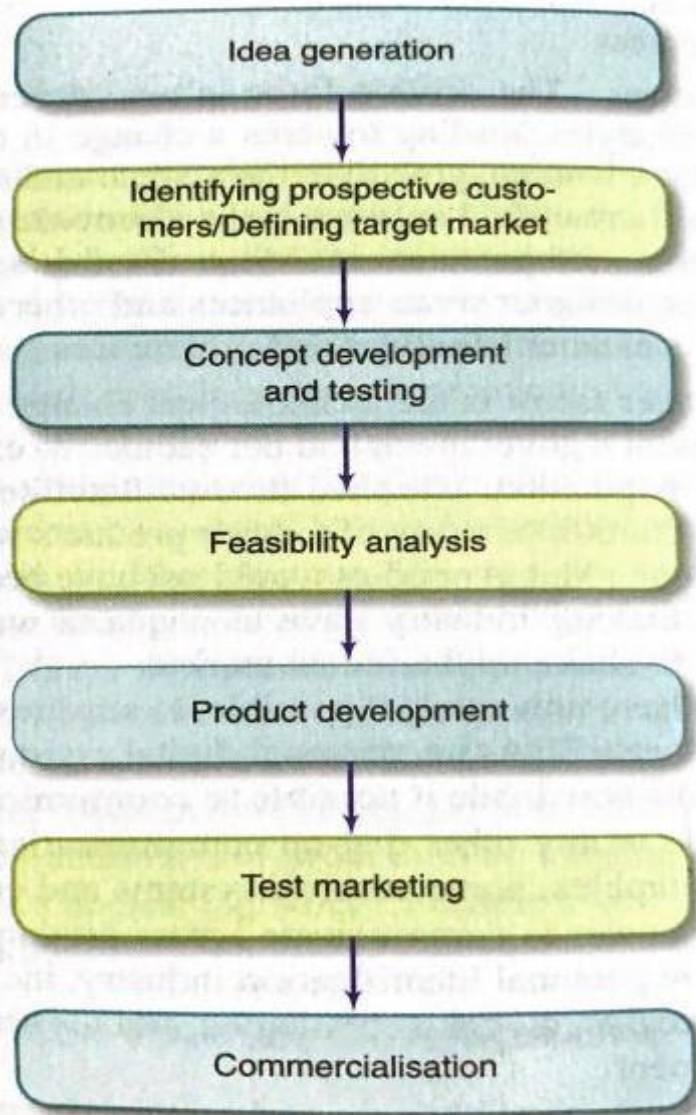 Idea generation
Identifying prospective custo-
mers/Defining target market
Concept development
and testing
Feasibility analysis
Product development
Test marketing
Commercialisation